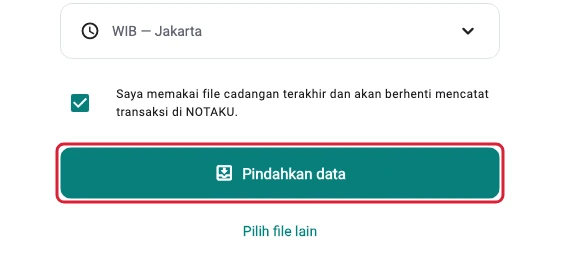 WIB — Jakarta
Saya memakai file cadangan terakhir dan akan berhenti mencatat
transaksi di NOTAKU.
Pindahkan data
Pilih file lain